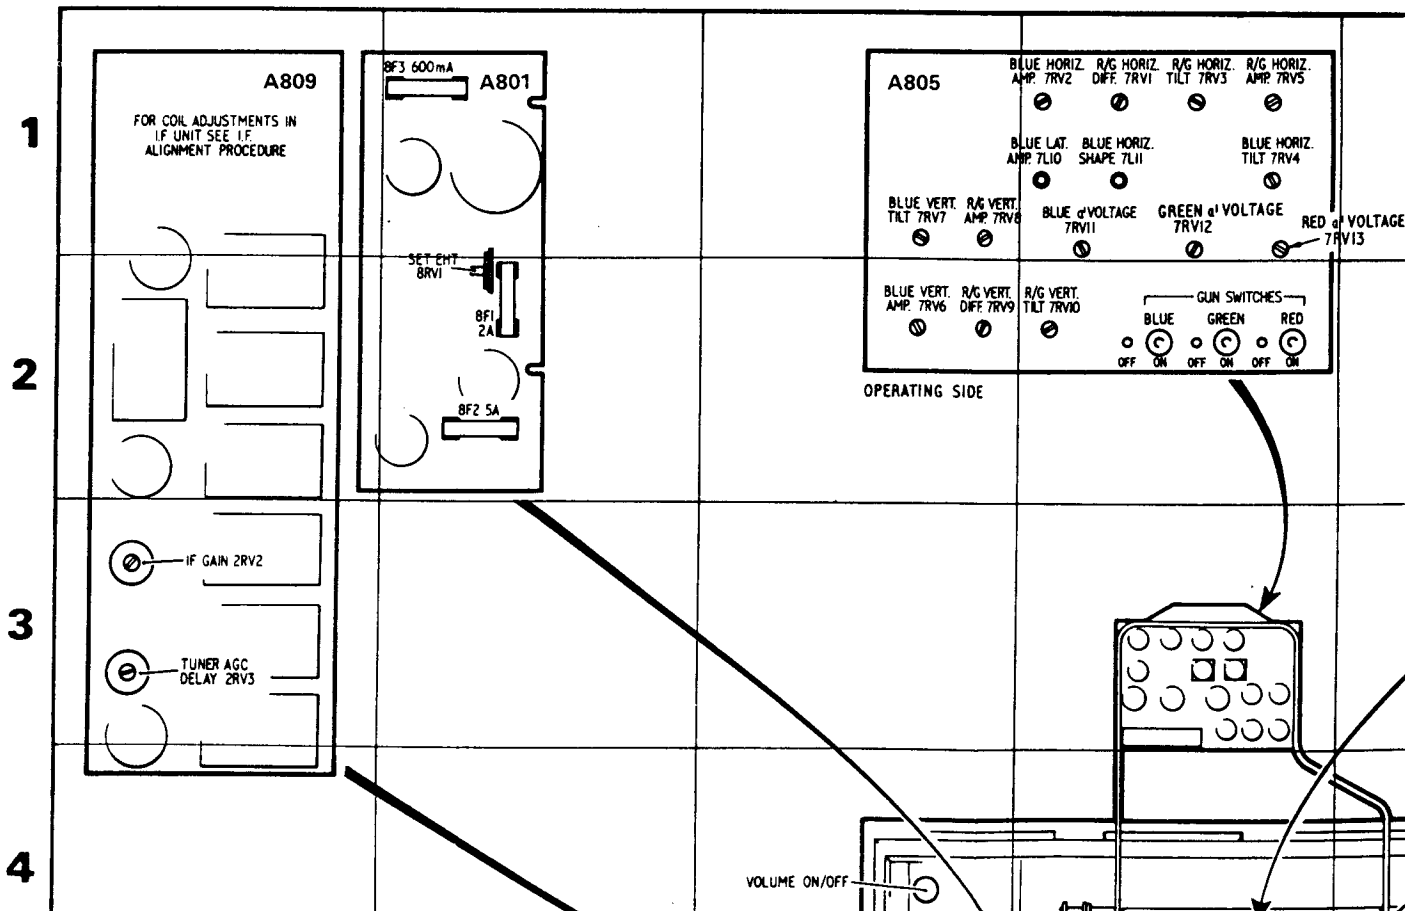 1
2
3
4
A809
FOR COIL ADJUSTMENTS IN
I.F UNIT SEE I.F.
ALIGNMENT PROCEDURE
IF GAIN 2RV2
TUNER AGC
DELAY 2RV3
8F3 600mA
A801
SET EHT
8RV1
8F1
2A
8F2 5A
A805
BLUE HORIZ.
AMP. 7RV2
R/G HORIZ.
DIFF. 7RV1
R/G HORIZ.
TILT 7RV3
R/G HORIZ.
AMP. 7RV5
BLUE LAT.
AMP. 7L10
BLUE HORIZ.
SHAPE 7L11
BLUE HORIZ.
TILT 7RV4
BLUE VERT.
TILT 7RV7
R/G VERT.
AMP. 7RV8
BLUE a' VOLTAGE
7RV11
GREEN a' VOLTAGE
7RV12
RED a' VOLTAGE
7RV13
BLUE VERT.
AMP. 7RV6
R/G VERT.
DIFF. 7RV9
R/G VERT.
TILT 7RV10
GUN SWITCHES
BLUE GREEN RED
OFF ON OFF ON OFF ON
OPERATING SIDE
VOLUME ON/OFF